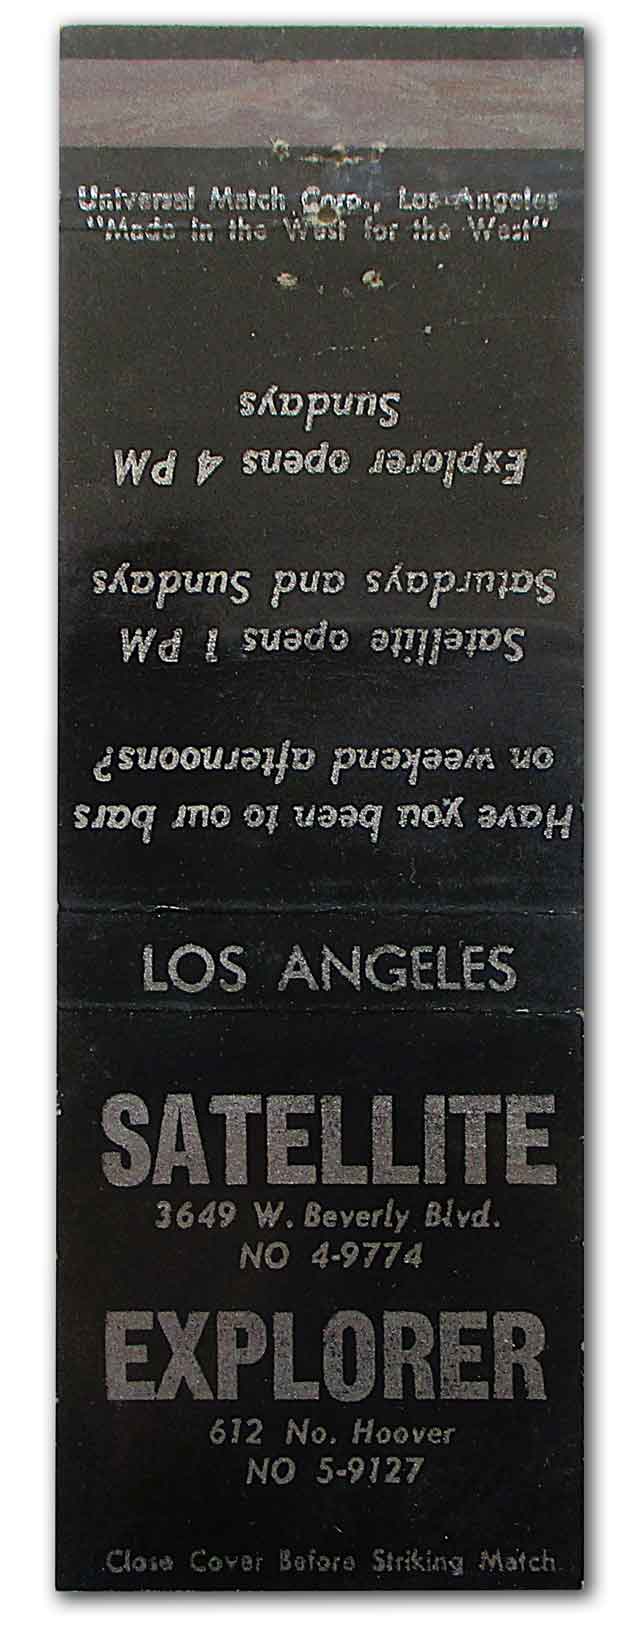 Universal Match Corp., Los Angeles
"Made in the West for the West"
Have you been to our bars
on weekend afternoons?
Satellite opens 1 PM
Saturdays and Sundays
Explorer opens 4 PM
Sundays
LOS ANGELES
SATELLITE
3649 W. Beverly Blvd.
NO 4-9774
EXPLORER
612 No. Hoover
NO 5-9127
Close Cover Before Striking Match